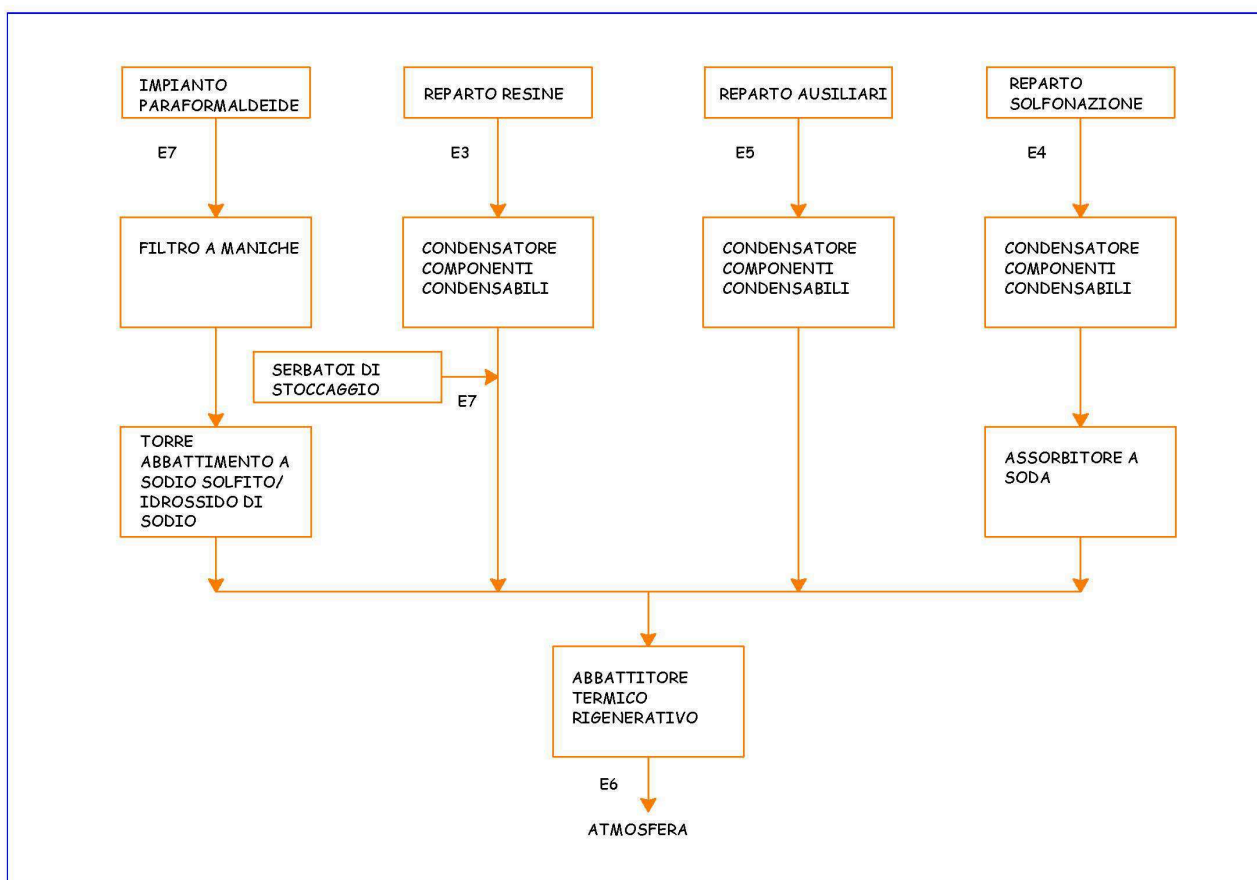 IMPIANTO
PARAFORMALDEIDE
REPARTO RESINE
REPARTO AUSILIARI
REPARTO
SOLFONAZIONE
E7
E3
E5
E4
FILTRO A MANICHE
CONDENSATORE
COMPONENTI
CONDENSABILI
CONDENSATORE
COMPONENTI
CONDENSABILI
CONDENSATORE
COMPONENTI
CONDENSABILI
SERBATOI DI
STOCCAGGIO
E7
TORRE
ABBATTIMENTO A
SODIO SOLFITO/
IDROSSIDO DI
SODIO
ASSORBITORE A
SODA
ABBATTITORE
TERMICO
RIGENERATIVO
E6
ATMOSFERA